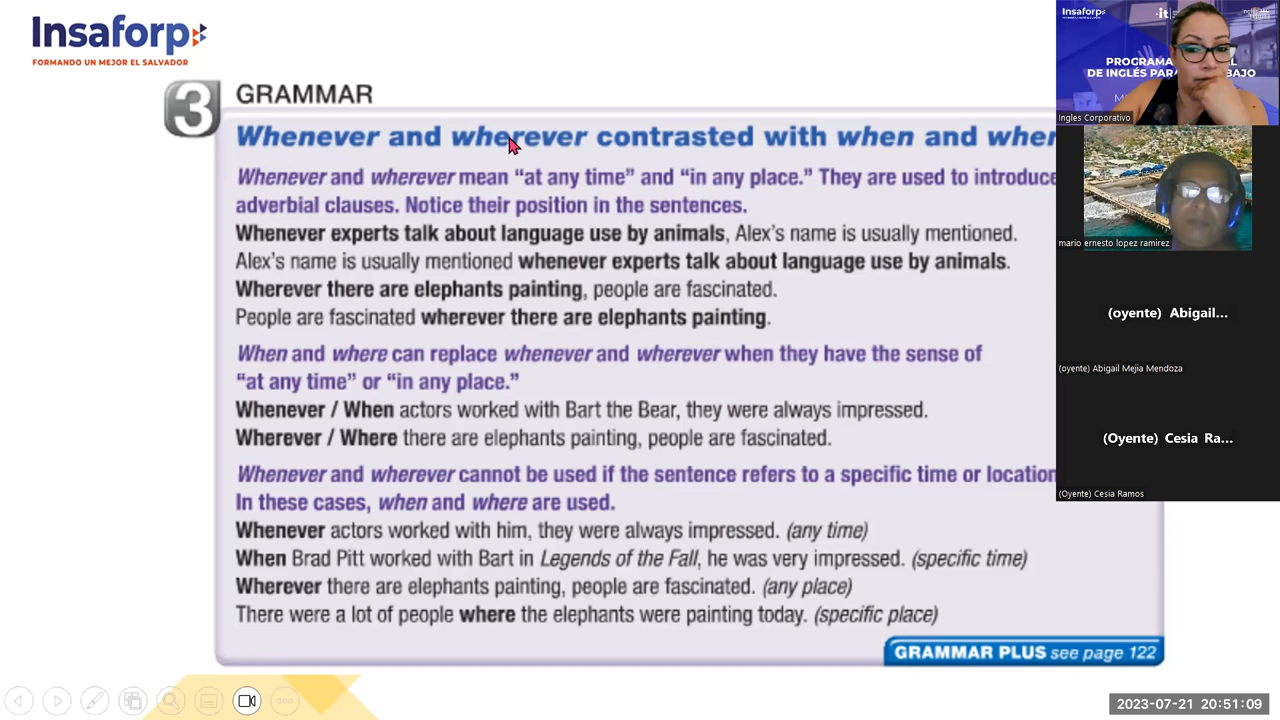 Insaforp
FORMANDO UN MEJOR EL SALVADOR
3 GRAMMAR
Whenever and wherever contrasted with when and wher
Whenever and wherever mean “at any time” and “in any place.” They are used to introduce
adverbial clauses. Notice their position in the sentences.
Whenever experts talk about language use by animals, Alex’s name is usually mentioned.
Alex’s name is usually mentioned whenever experts talk about language use by animals.
Wherever there are elephants painting, people are fascinated.
People are fascinated wherever there are elephants painting.
When and where can replace whenever and wherever when they have the sense of
“at any time” or “in any place.”
Whenever / When actors worked with Bart the Bear, they were always impressed.
Wherever / Where there are elephants painting, people are fascinated.
Whenever and wherever cannot be used if the sentence refers to a specific time or location
In these cases, when and where are used.
Whenever actors worked with him, they were always impressed. (any time)
When Brad Pitt worked with Bart in Legends of the Fall, he was very impressed. (specific time)
Wherever there are elephants painting, people are fascinated. (any place)
There were a lot of people where the elephants were painting today. (specific place)
GRAMMAR PLUS see page 122
Insaforp
PROGRAMA
DE INGLÉS PARA
BAJO
Ingles Corporativo
mario ernesto lopez ramirez
(oyente) Abigail...
(oyente) Abigail Mejia Mendoza
(Oyente) Cesia Ra...
(Oyente) Cesia Ramos
2023-07-21 20:51:09